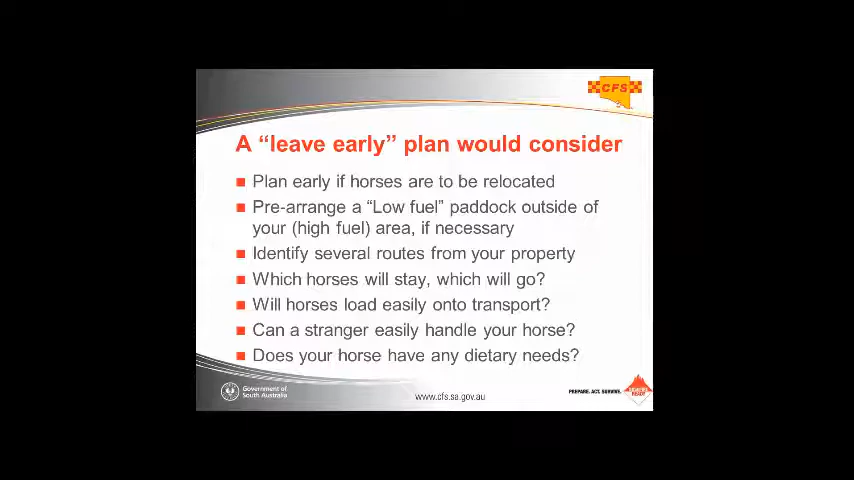 CFS
A “leave early” plan would consider
Plan early if horses are to be relocated
Pre-arrange a “Low fuel” paddock outside of
your (high fuel) area, if necessary
Identify several routes from your property
Which horses will stay, which will go?
Will horses load easily onto transport?
Can a stranger easily handle your horse?
Does your horse have any dietary needs?
Government of
South Australia
www.cfs.sa.gov.au
PREPARE. ACT. SURVIVE.